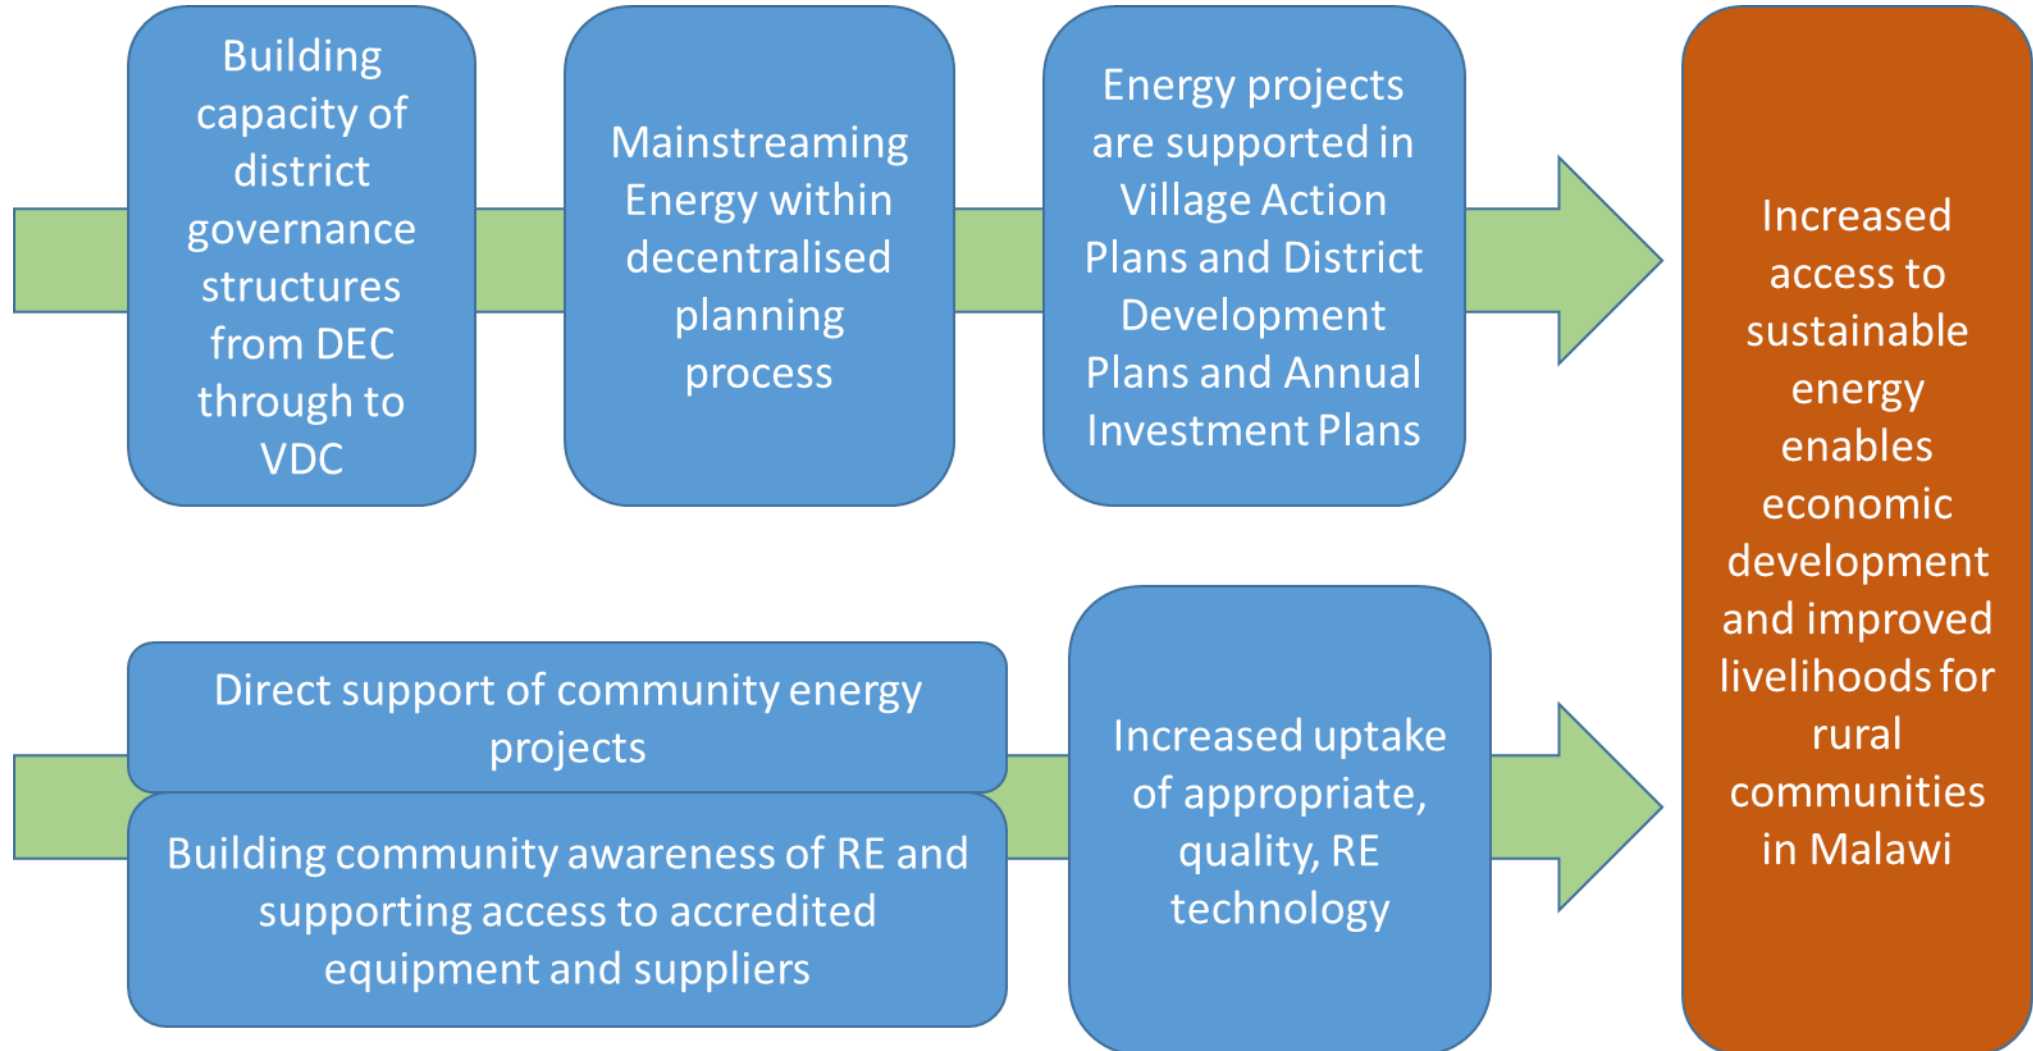 Building
capacity of
district
governance
structures
from DEC
through to
VDC
Mainstreaming
Energy within
decentralised
planning
process
Energy projects
are supported in
Village Action
Plans and District
Development
Plans and Annual
Investment Plans
Direct support of community energy
projects
Building community awareness of RE and
supporting access to accredited
equipment and suppliers
Increased uptake
of appropriate,
quality, RE
technology
Increased
access to
sustainable
energy
enables
economic
development
and improved
livelihoods for
rural
communities
in Malawi